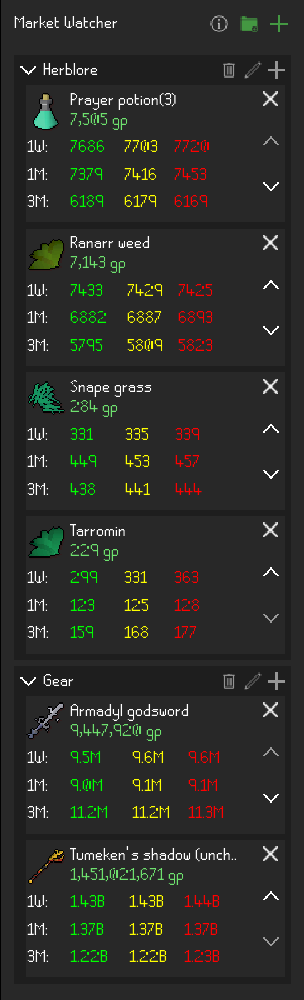 Market Watcher
Herblore
Prayer potion(3)
7,505 gp
1W: 7686 7703 7720
1M: 7379 7416 7453
3M: 6189 6179 6169
Ranarr weed
7,143 gp
1W: 7433 7429 7425
1M: 6882 6887 6893
3M: 5795 5809 5823
Snape grass
284 gp
1W: 331 335 339
1M: 449 453 457
3M: 438 441 444
Tarromin
229 gp
1W: 299 331 363
1M: 123 125 128
3M: 159 168 177
Gear
Armadyl godsword
9,447,920 gp
1W: 9.5M 9.6M 9.6M
1M: 9.0M 9.1M 9.1M
3M: 11.2M 11.2M 11.3M
Tumeken's shadow (unch..
1,451,021,671 gp
1W: 1.43B 1.43B 1.44B
1M: 1.37B 1.37B 1.37B
3M: 1.22B 1.22B 1.23B